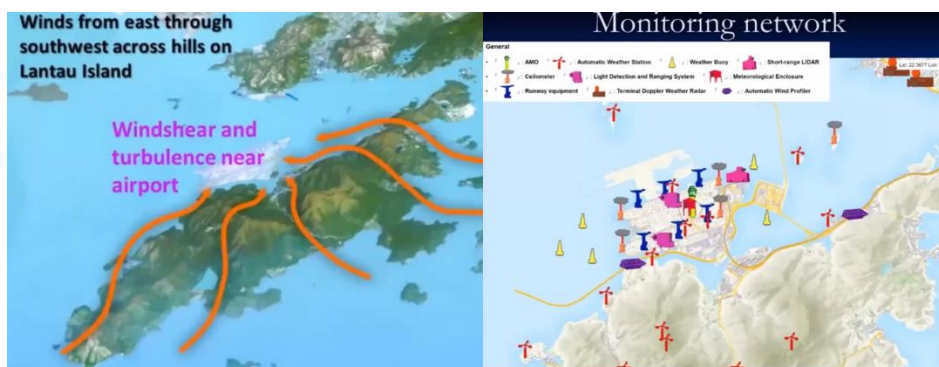 Winds from east through
southwest across hills on
Lantau Island
Windshear and
turbulence near
airport
Monitoring network
General
AMO
Automatic Weather Station
Weather Buoy
Short-range LIDAR
Ceilometer
Light Detection and Ranging System
Meteorological Enclosure
Runway equipment
Terminal Doppler Weather Radar
Automatic Wind Profiler